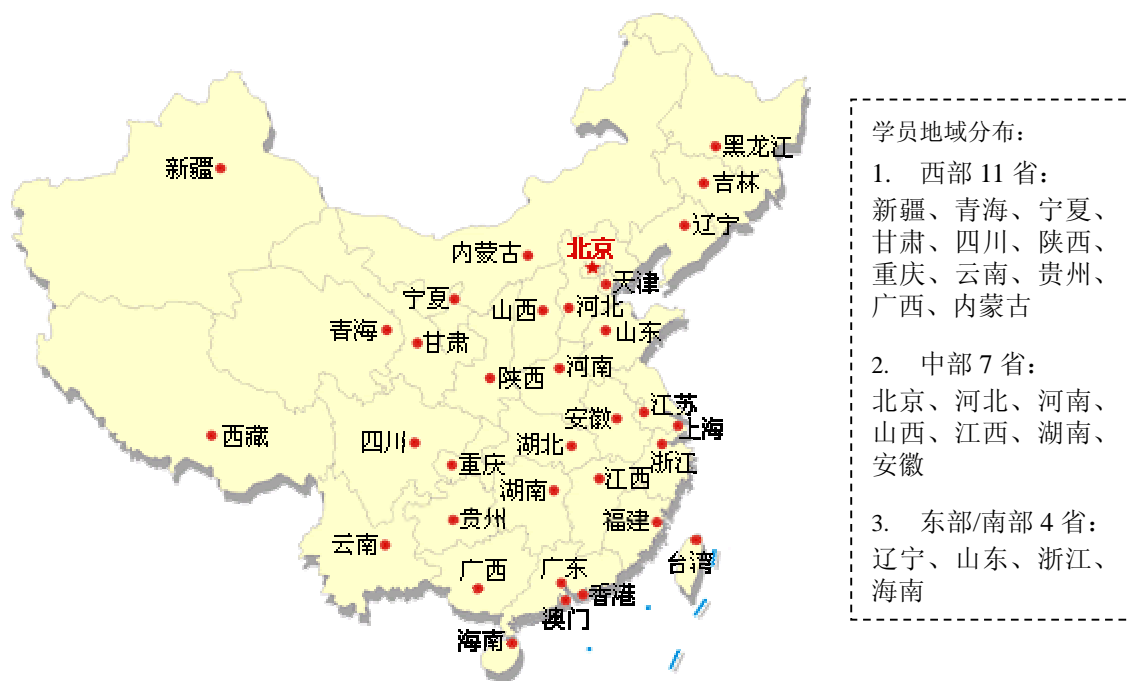 黑龙江
新疆
吉林
辽宁
内蒙古
北京
天津
宁夏
山西
河北
青海
甘肃
山东
陕西
河南
安徽
江苏
上海
西藏
四川
湖北
浙江
重庆
江西
湖南
贵州
福建
云南
台湾
广西
广东
香港
澳门
海南
学员地域分布：
1. 西部 11 省：
新疆、青海、宁夏、
甘肃、四川、陕西、
重庆、云南、贵州、
广西、内蒙古
2. 中部 7 省：
北京、河北、河南、
山西、江西、湖南、
安徽
3. 东部/南部 4 省：
辽宁、山东、浙江、
海南